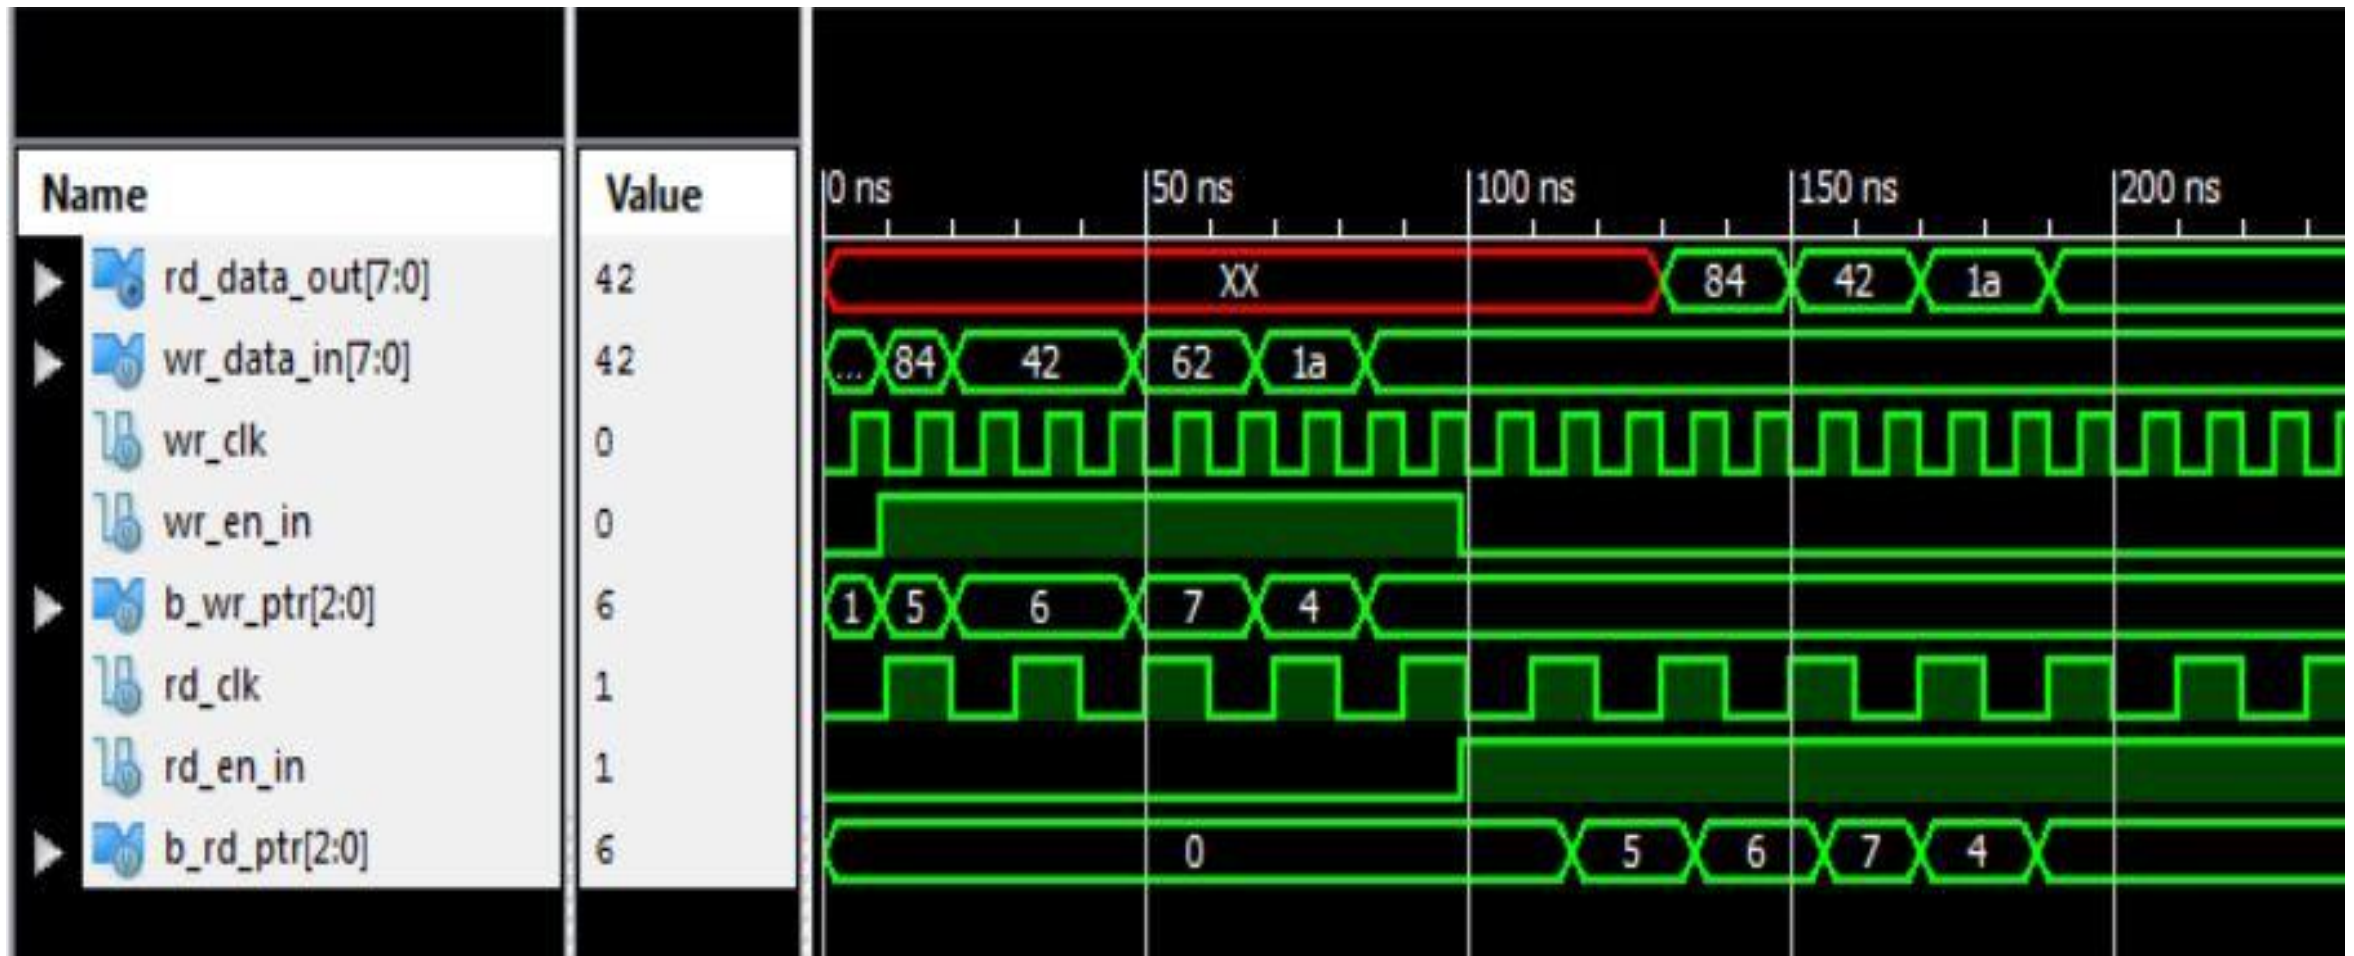 Name Value 0 ns 50 ns 100 ns 150 ns 200 ns
rd_data_out[7:0] 42 XX 84 42 1a
wr_data_in[7:0] 42 ... 84 42 62 1a
wr_clk 0
wr_en_in 0
b_wr_ptr[2:0] 6 1 5 6 7 4
rd_clk 1
rd_en_in 1
b_rd_ptr[2:0] 6 0 5 6 7 4